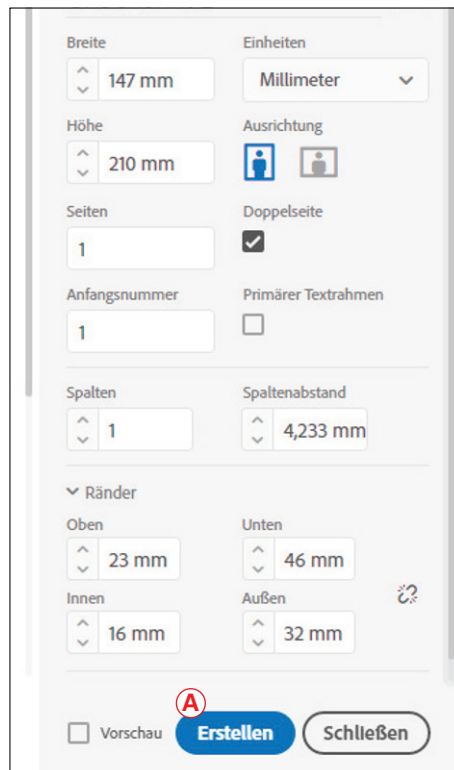 Breite Einheiten
147 mm Millimeter
Höhe Ausrichtung
210 mm
Seiten Doppelseite
1
Anfangsnummer Primärer Textrahmen
1
Spalten Spaltenabstand
1 4,233 mm
Ränder
Oben Unten
23 mm 46 mm
Innen Außen
16 mm 32 mm
A
Vorschau Erstellen Schließen